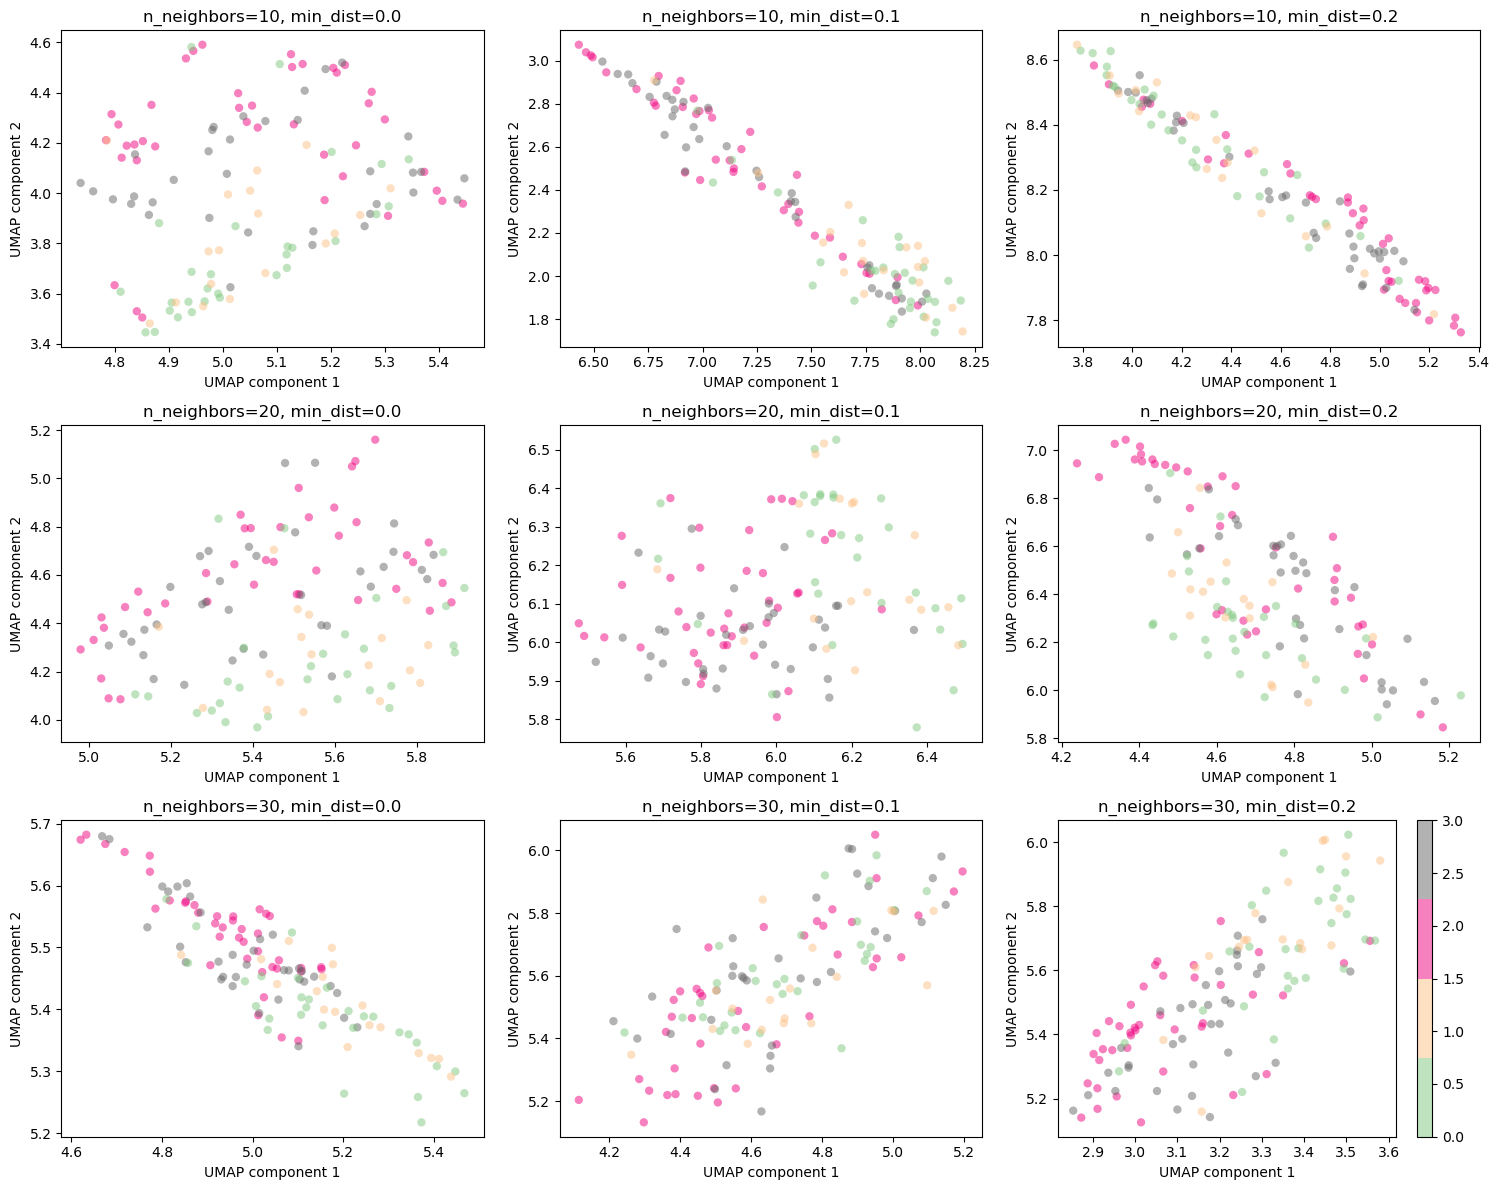 n_neighbors=10, min_dist=0.0
4.6
4.4
4.2
4.0
3.8
3.6
3.4
4.8 4.9 5.0 5.1 5.2 5.3 5.4
UMAP component 1
UMAP component 2
n_neighbors=10, min_dist=0.1
3.0
2.8
2.6
2.4
2.2
2.0
1.8
6.50 6.75 7.00 7.25 7.50 7.75 8.00 8.25
UMAP component 1
UMAP component 2
n_neighbors=10, min_dist=0.2
8.6
8.4
8.2
8.0
7.8
3.8 4.0 4.2 4.4 4.6 4.8 5.0 5.2 5.4
UMAP component 1
UMAP component 2
n_neighbors=20, min_dist=0.0
5.2
5.0
4.8
4.6
4.4
4.2
4.0
5.0 5.2 5.4 5.6 5.8
UMAP component 1
UMAP component 2
n_neighbors=20, min_dist=0.1
6.5
6.4
6.3
6.2
6.1
6.0
5.9
5.8
5.6 5.8 6.0 6.2 6.4
UMAP component 1
UMAP component 2
n_neighbors=20, min_dist=0.2
7.0
6.8
6.6
6.4
6.2
6.0
5.8
4.2 4.4 4.6 4.8 5.0 5.2
UMAP component 1
UMAP component 2
n_neighbors=30, min_dist=0.0
5.7
5.6
5.5
5.4
5.3
5.2
4.6 4.8 5.0 5.2 5.4
UMAP component 1
UMAP component 2
n_neighbors=30, min_dist=0.1
6.0
5.8
5.6
5.4
5.2
4.2 4.4 4.6 4.8 5.0 5.2
UMAP component 1
UMAP component 2
n_neighbors=30, min_dist=0.2
6.0
5.8
5.6
5.4
5.2
2.9 3.0 3.1 3.2 3.3 3.4 3.5 3.6
UMAP component 1
UMAP component 2
3.0
2.5
2.0
1.5
1.0
0.5
0.0